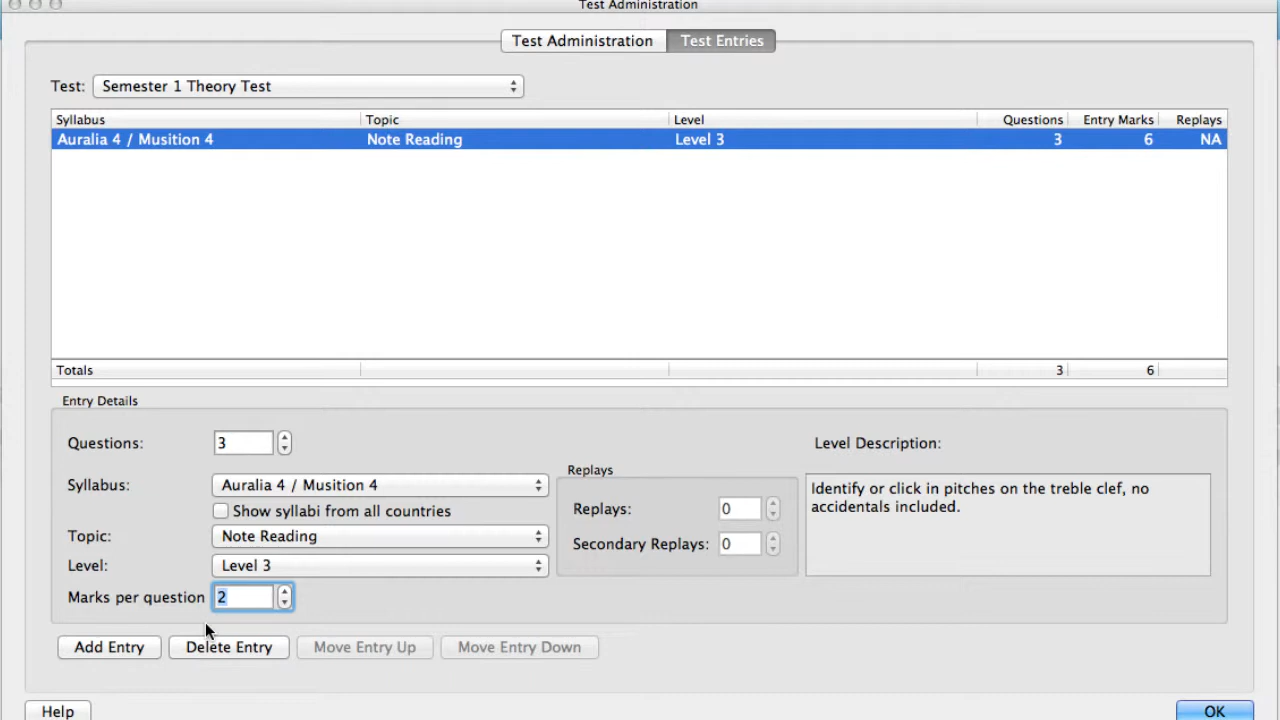 Test Administration
Test Administration Test Entries
Test: Semester 1 Theory Test
Syllabus Topic Level Questions Entry Marks Replays
Auralia 4 / Musition 4 Note Reading Level 3 3 6 NA
Totals 3 6
Entry Details
Questions: 3 Level Description:
Replays
Syllabus: Auralia 4 / Musition 4
Identify or click in pitches on the treble clef, no
accidentals included.
Show syllabi from all countries
Replays: 0
Topic: Note Reading
Secondary Replays: 0
Level: Level 3
Marks per question 2
Add Entry Delete Entry Move Entry Up Move Entry Down
Help OK